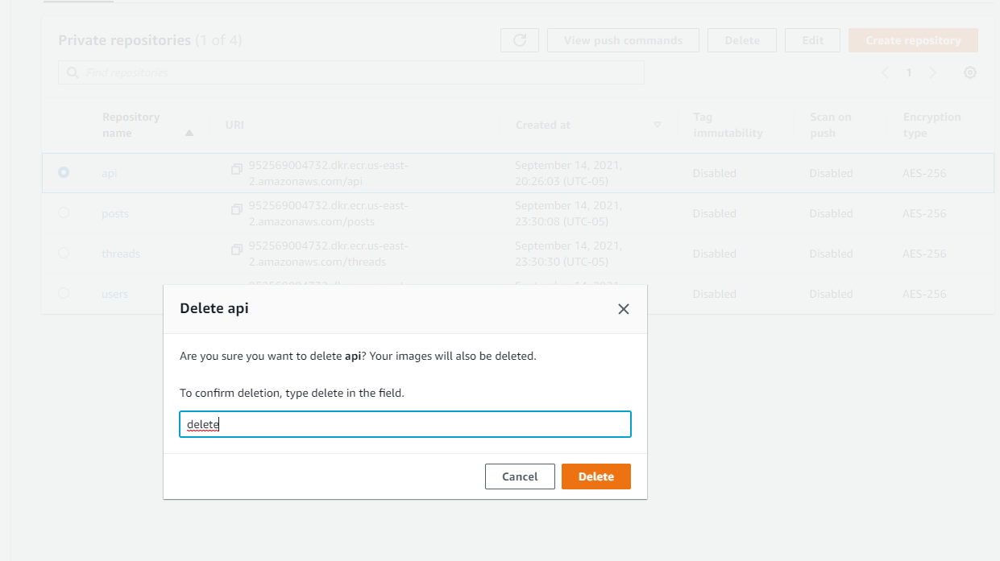 Private repositories (1 of 4)
View push commands
Delete
Edit
Create repository
Find repositories
1
Repository
name
URI
Created at
Tag
immutability
Scan on
push
Encryption
type
api
952569004732.dkr.ecr.us-east-
2.amazonaws.com/api
September 14, 2021,
20:26:03 (UTC-05)
Disabled
Disabled
AES-256
posts
952569004732.dkr.ecr.us-east-
2.amazonaws.com/posts
September 14, 2021,
23:30:08 (UTC-05)
Disabled
Disabled
AES-256
threads
952569004732.dkr.ecr.us-east-
2.amazonaws.com/threads
September 14, 2021,
23:30:30 (UTC-05)
Disabled
Disabled
AES-256
users
Disabled
Disabled
AES-256
Delete api
Are you sure you want to delete api? Your images will also be deleted.
To confirm deletion, type delete in the field.
delete
Cancel
Delete